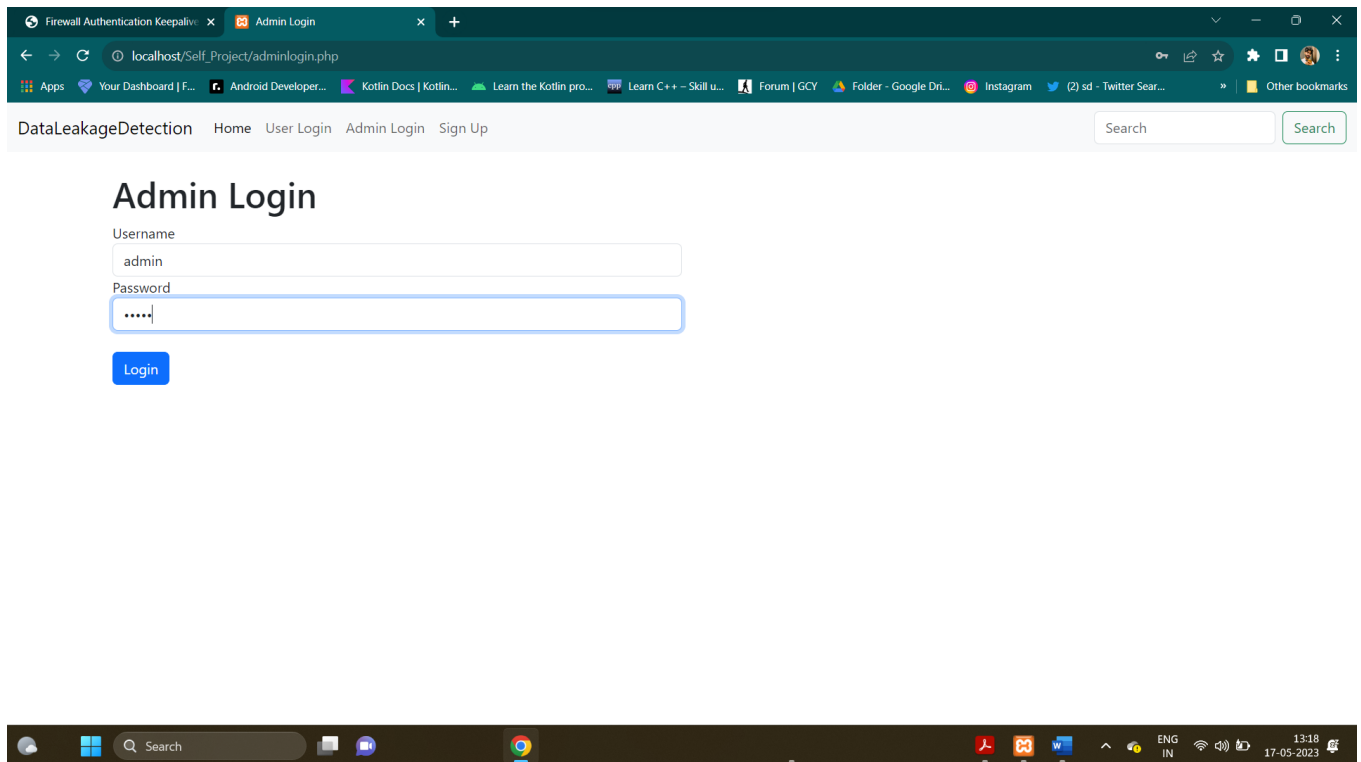 Firewall Authentication Keepalive
Admin Login
localhost/Self_Project/adminlogin.php
Apps Your Dashboard | F... Android Developer... Kotlin Docs | Kotlin... Learn the Kotlin pro... Learn C++ – Skill u... Forum | GCY Folder - Google Dri... Instagram (2) sd - Twitter Sear... » Other bookmarks
DataLeakageDetection Home User Login Admin Login Sign Up Search Search
Admin Login
Username
admin
Password
•••••
Login
Search
ENG
IN
13:18
17-05-2023